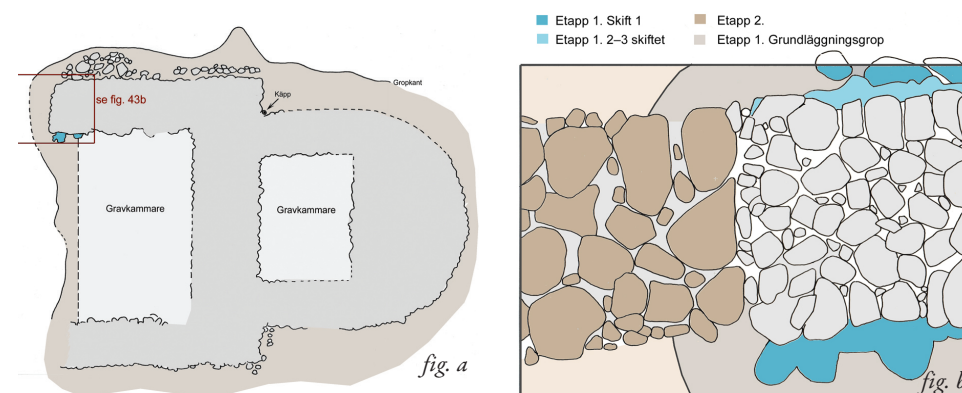 Gropkant
Käpp
se fig. 43b
Gravkammare
Gravkammare
fig. a
Etapp 1. Skift 1
Etapp 1. 2–3 skiftet
Etapp 2.
Etapp 1. Grundläggningsgrop
fig. b